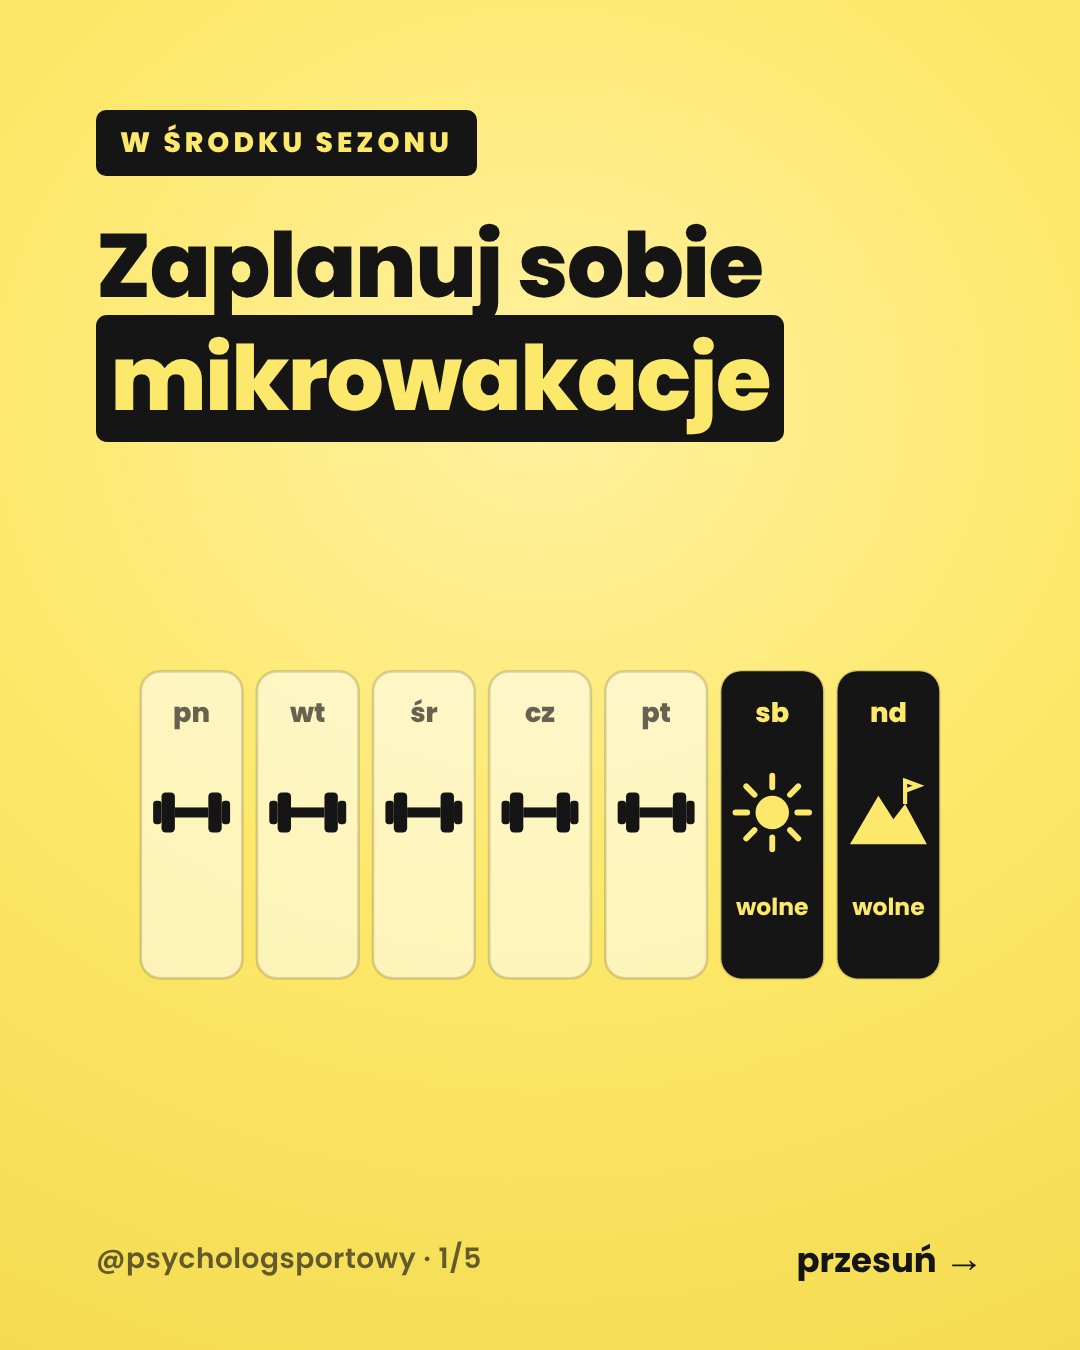 W ŚRODKU SEZONU
Zaplanuj sobie
mikrowakacje
pn wt śr cz pt sb nd
wolne wolne
@psychologsportowy · 1/5
przesuń →